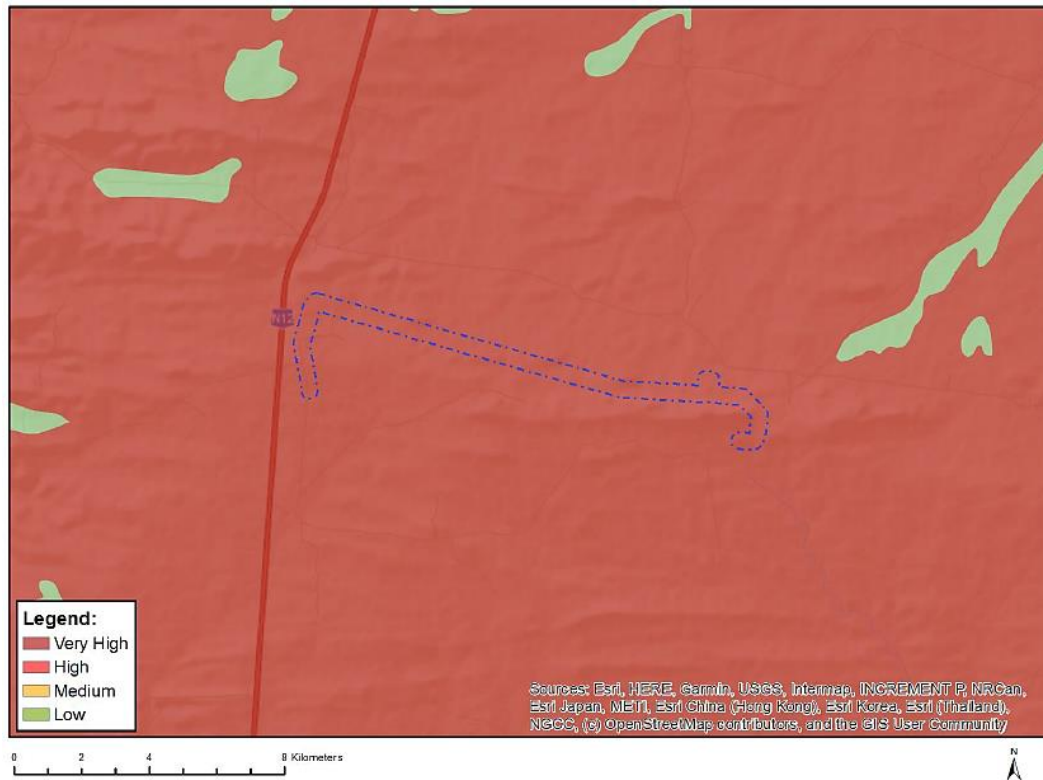 N12
Legend:
Very High
High
Medium
Low
Sources: Esri, HERE, Garmin, USGS, Intermap, INCREMENT P, NRCan,
Esri Japan, METI, Esri China (Hong Kong), Esri Korea, Esri (Thailand),
NGCC, (c) OpenStreetMap contributors, and the GIS User Community
0 2 4 8 Kilometers
N